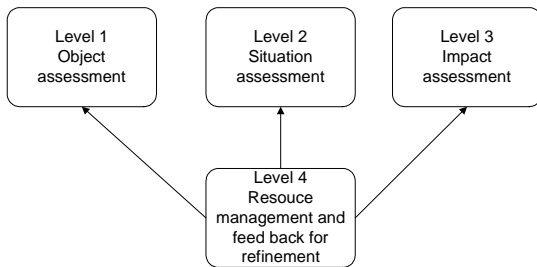 Level 1
Object
assessment
Level 2
Situation
assessment
Level 3
Impact
assessment
Level 4
Resouce
management and
feed back for
refinement